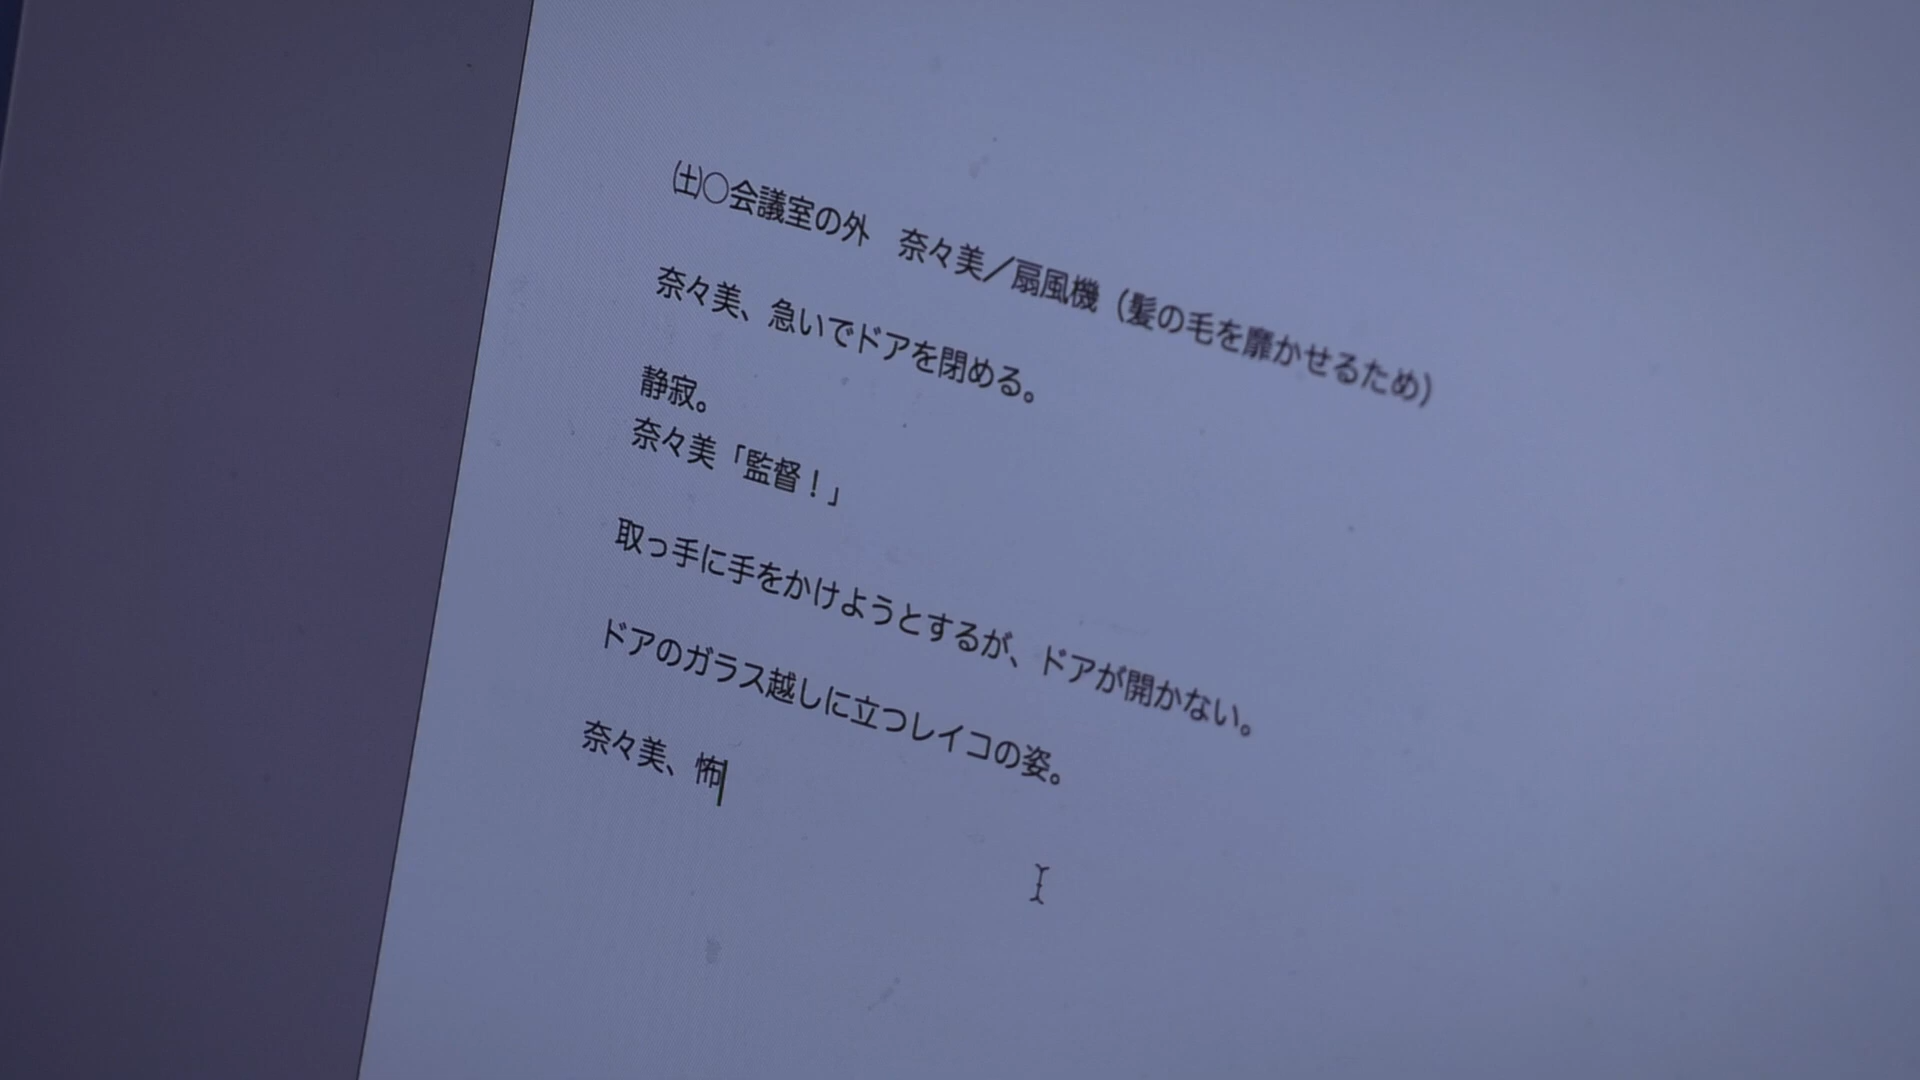 ㈯○会議室の外　奈々美／扇風機（髪の毛を靡かせるため）
奈々美、急いでドアを閉める。
静寂。
奈々美「監督！」
取っ手に手をかけようとするが、ドアが開かない。
ドアのガラス越しに立つレイコの姿。
奈々美、怖